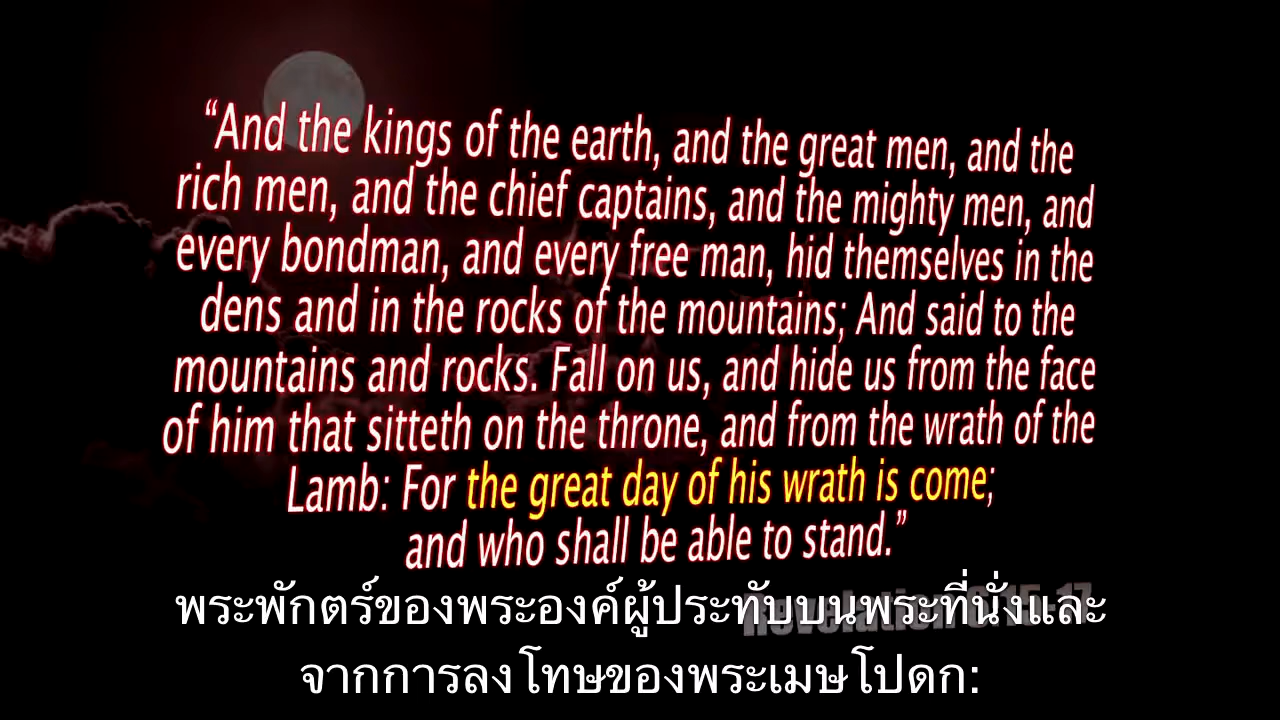 “And the kings of the earth, and the great men, and the
rich men, and the chief captains, and the mighty men, and
every bondman, and every free man, hid themselves in the
dens and in the rocks of the mountains; And said to the
mountains and rocks. Fall on us, and hide us from the face
of him that sitteth on the throne, and from the wrath of the
Lamb: For the great day of his wrath is come;
and who shall be able to stand.”
Revelation 6:15-17
พระพักตร์ของพระองค์ผู้ประทับบนพระที่นั่งและ
จากการลงโทษของพระเมษโปดก: